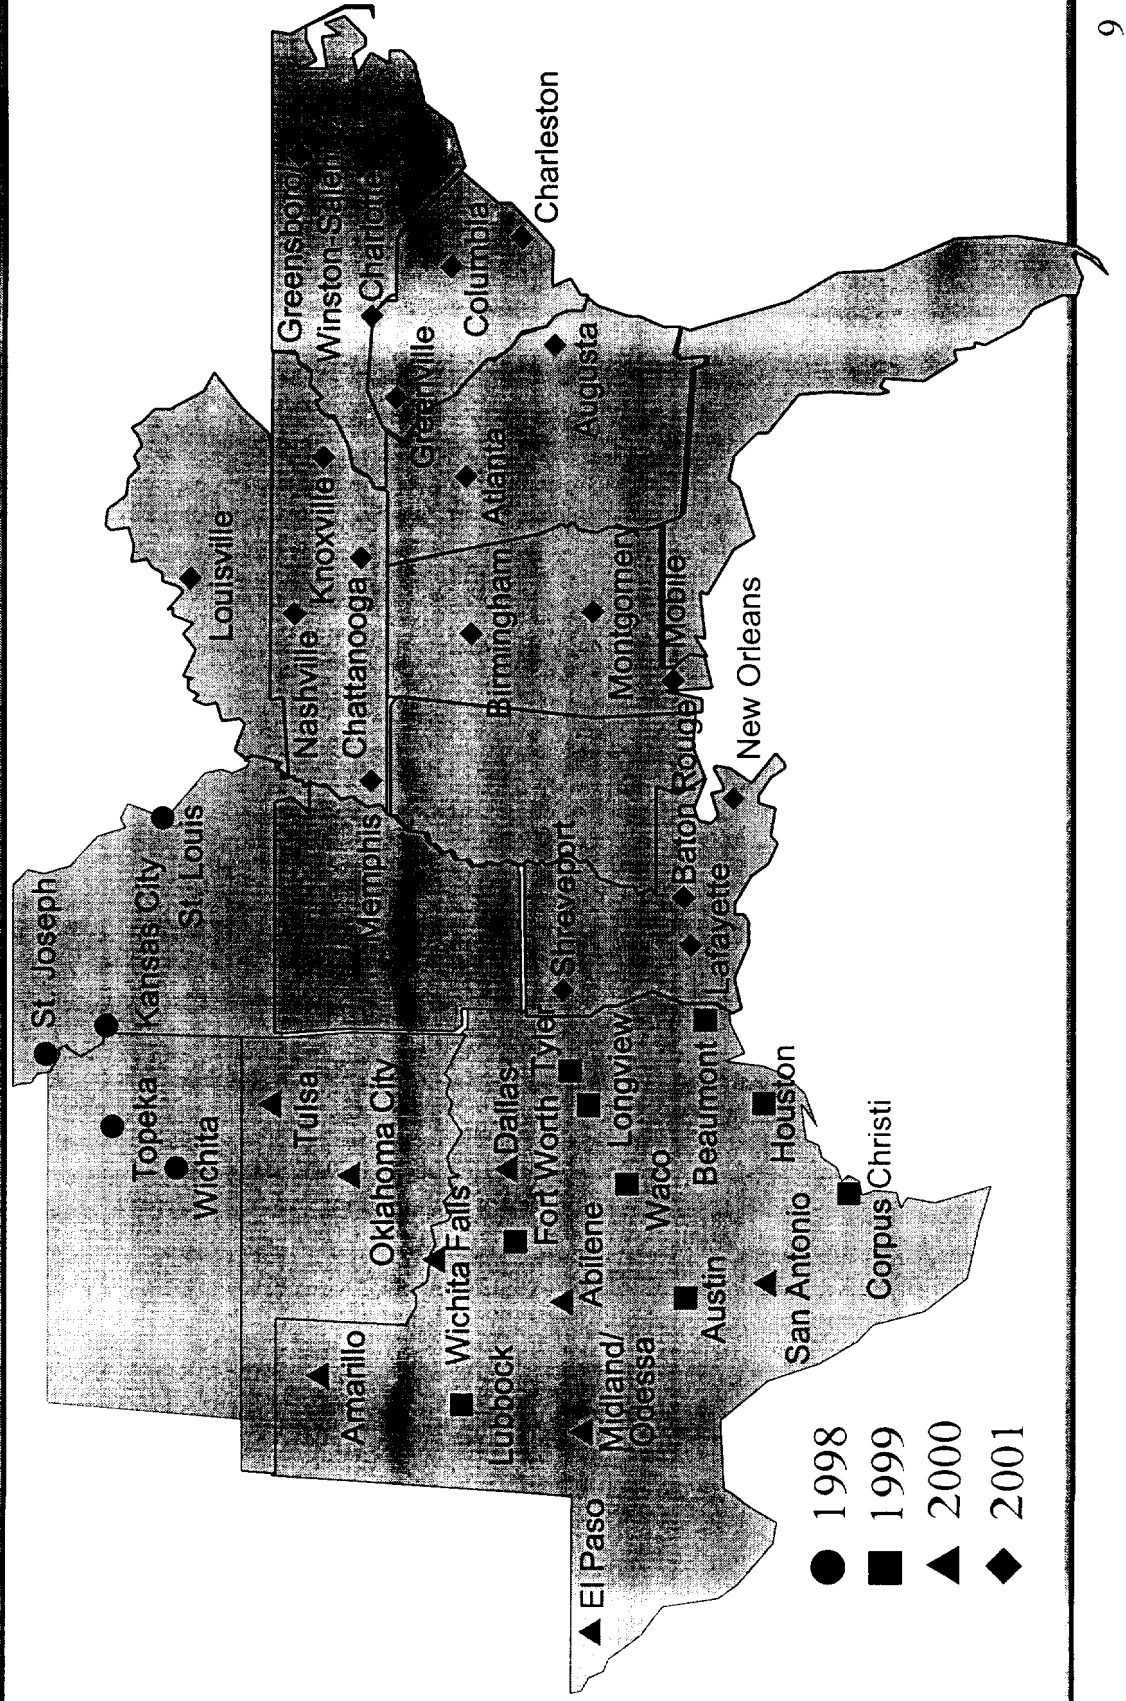 St. Joseph
Kansas City
St. Louis
Topeka
Wichita
Louisville
Tulsa
Oklahoma City
Amarillo
Wichita Falls
Lubbock
Dallas
Fort Worth
Tyler
Longview
Abilene
Midland/
Odessa
El Paso
Waco
Austin
San Antonio
Beaumont
Houston
Corpus Christi
Memphis
Nashville
Knoxville
Chattanooga
Shreveport
Baton Rouge
Lafayette
New Orleans
Birmingham
Montgomery
Mobile
Atlanta
Augusta
Greensboro/
Winston-Salem
Charlotte
Greenville
Columbia
Charleston
1998
1999
2000
2001
9